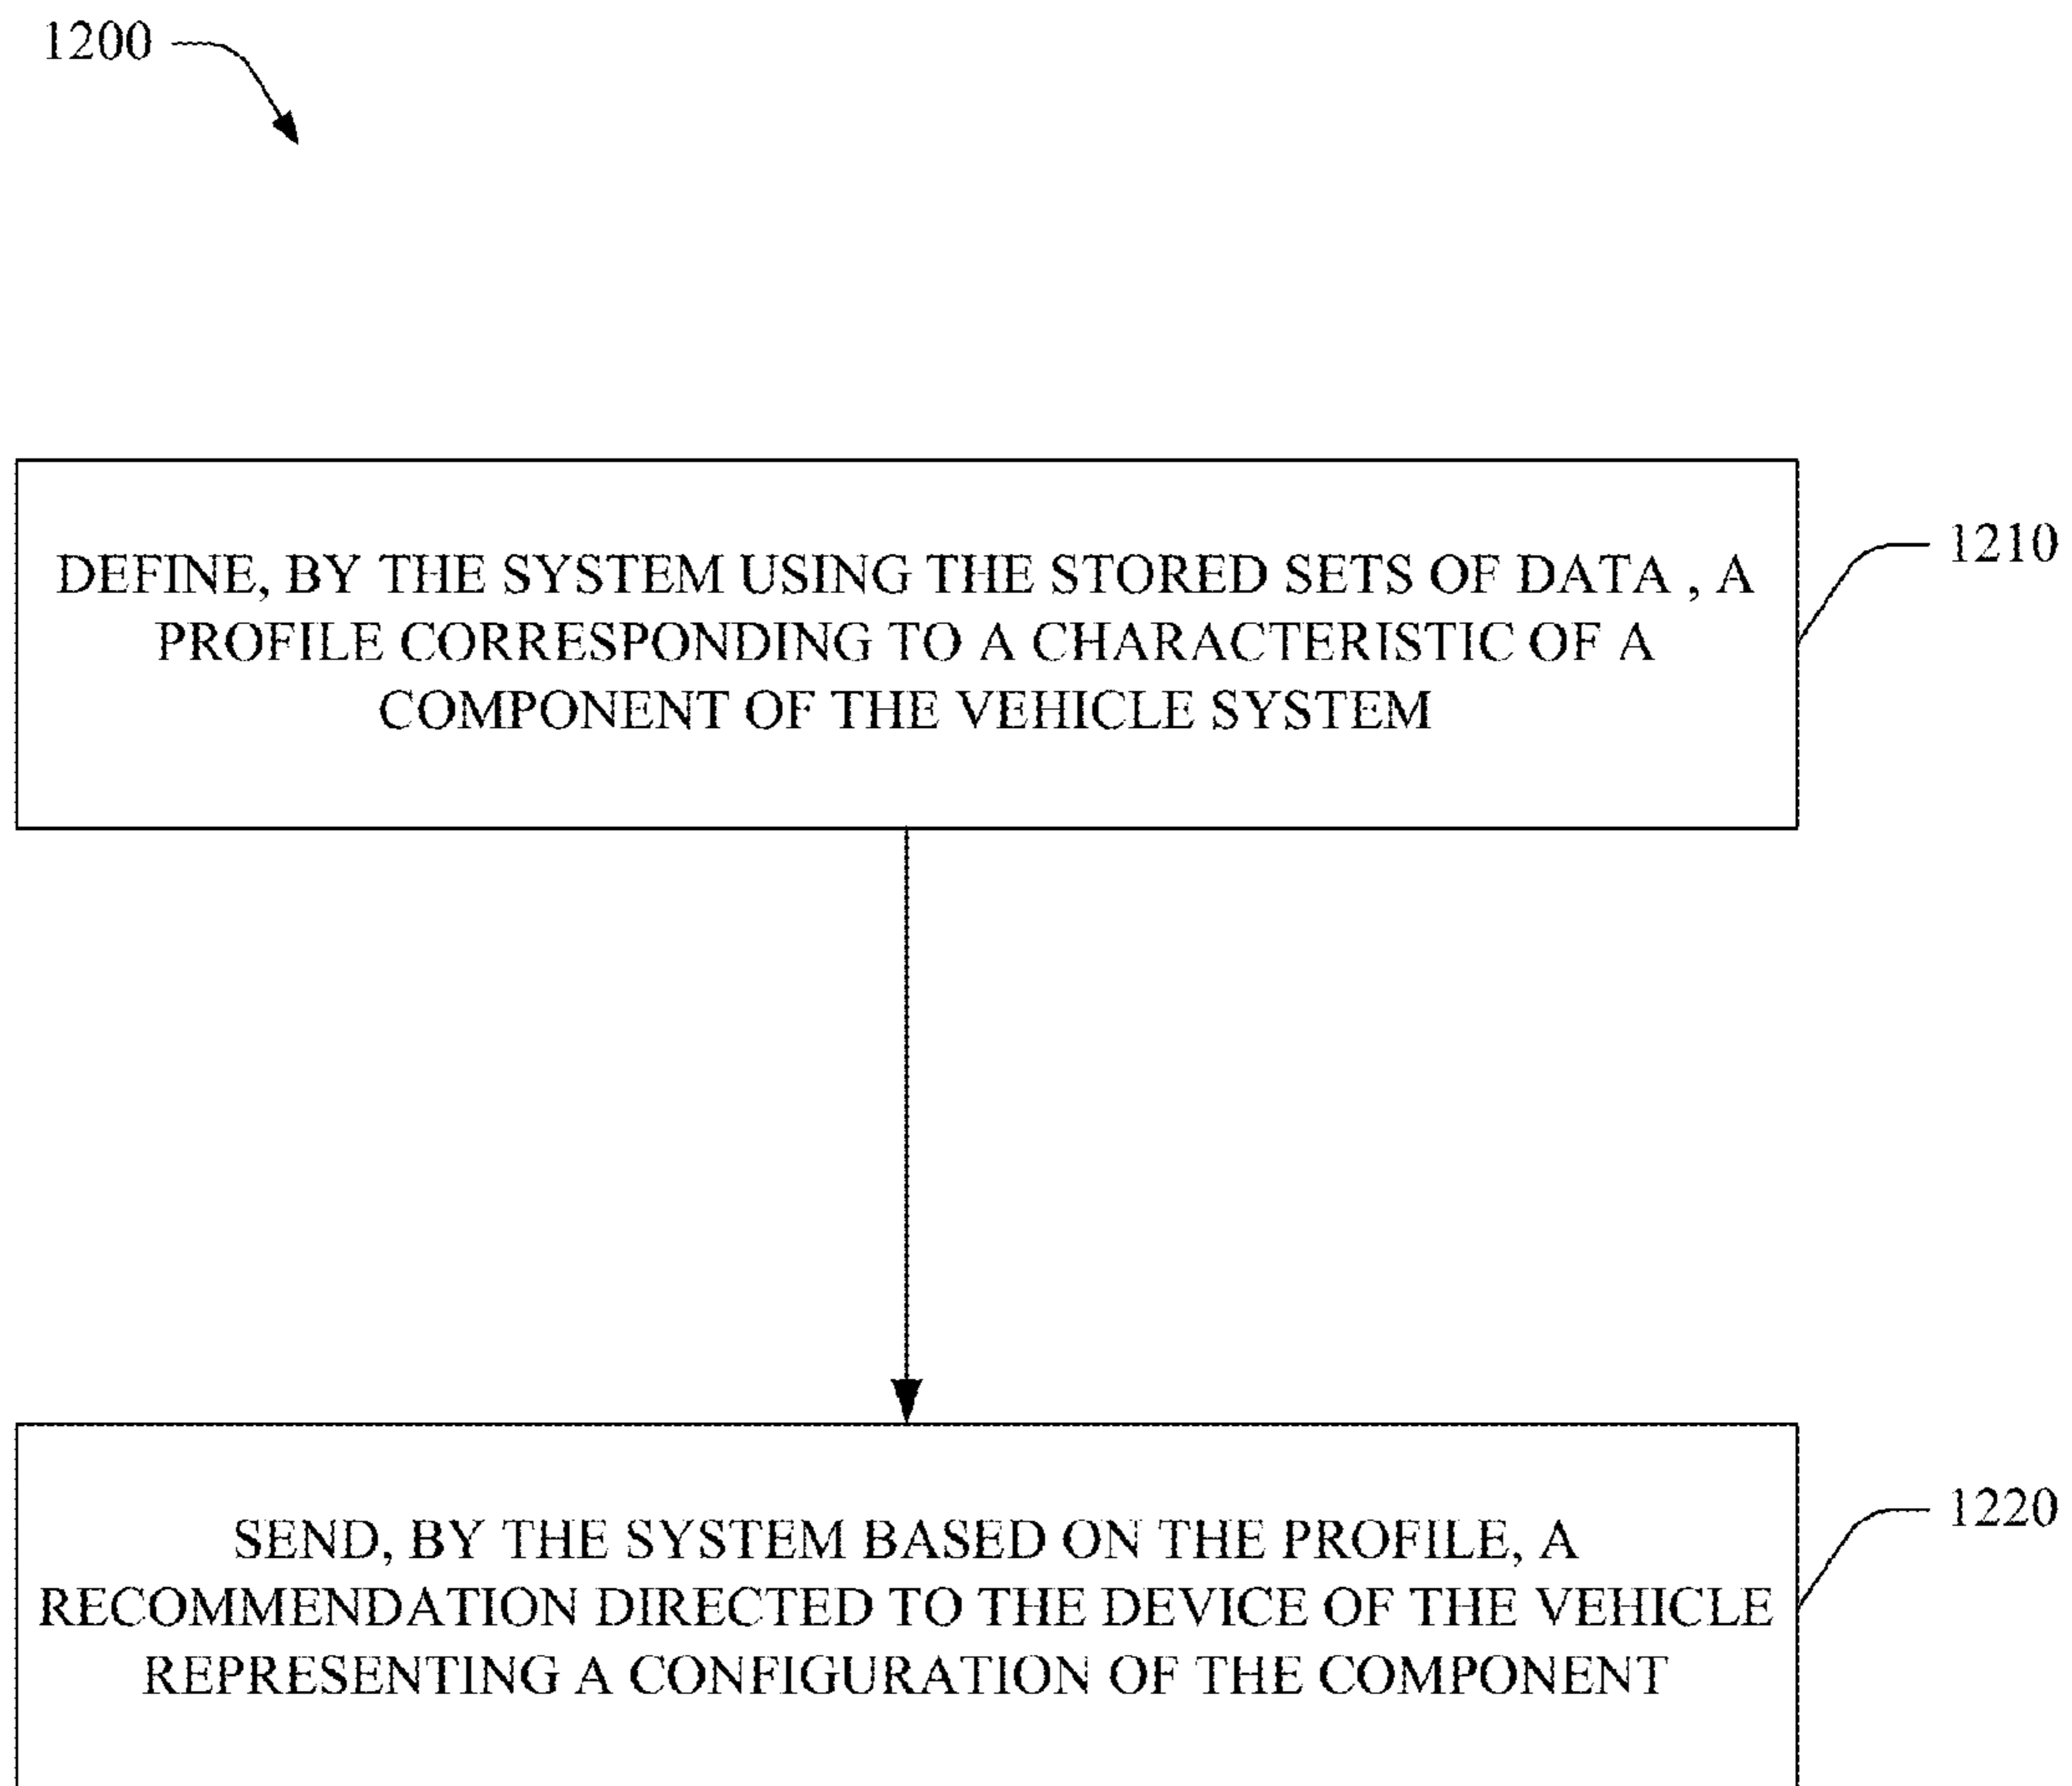 1200
DEFINE, BY THE SYSTEM USING THE STORED SETS OF DATA , A
PROFILE CORRESPONDING TO A CHARACTERISTIC OF A
COMPONENT OF THE VEHICLE SYSTEM
1210
SEND, BY THE SYSTEM BASED ON THE PROFILE, A
RECOMMENDATION DIRECTED TO THE DEVICE OF THE VEHICLE
REPRESENTING A CONFIGURATION OF THE COMPONENT
1220